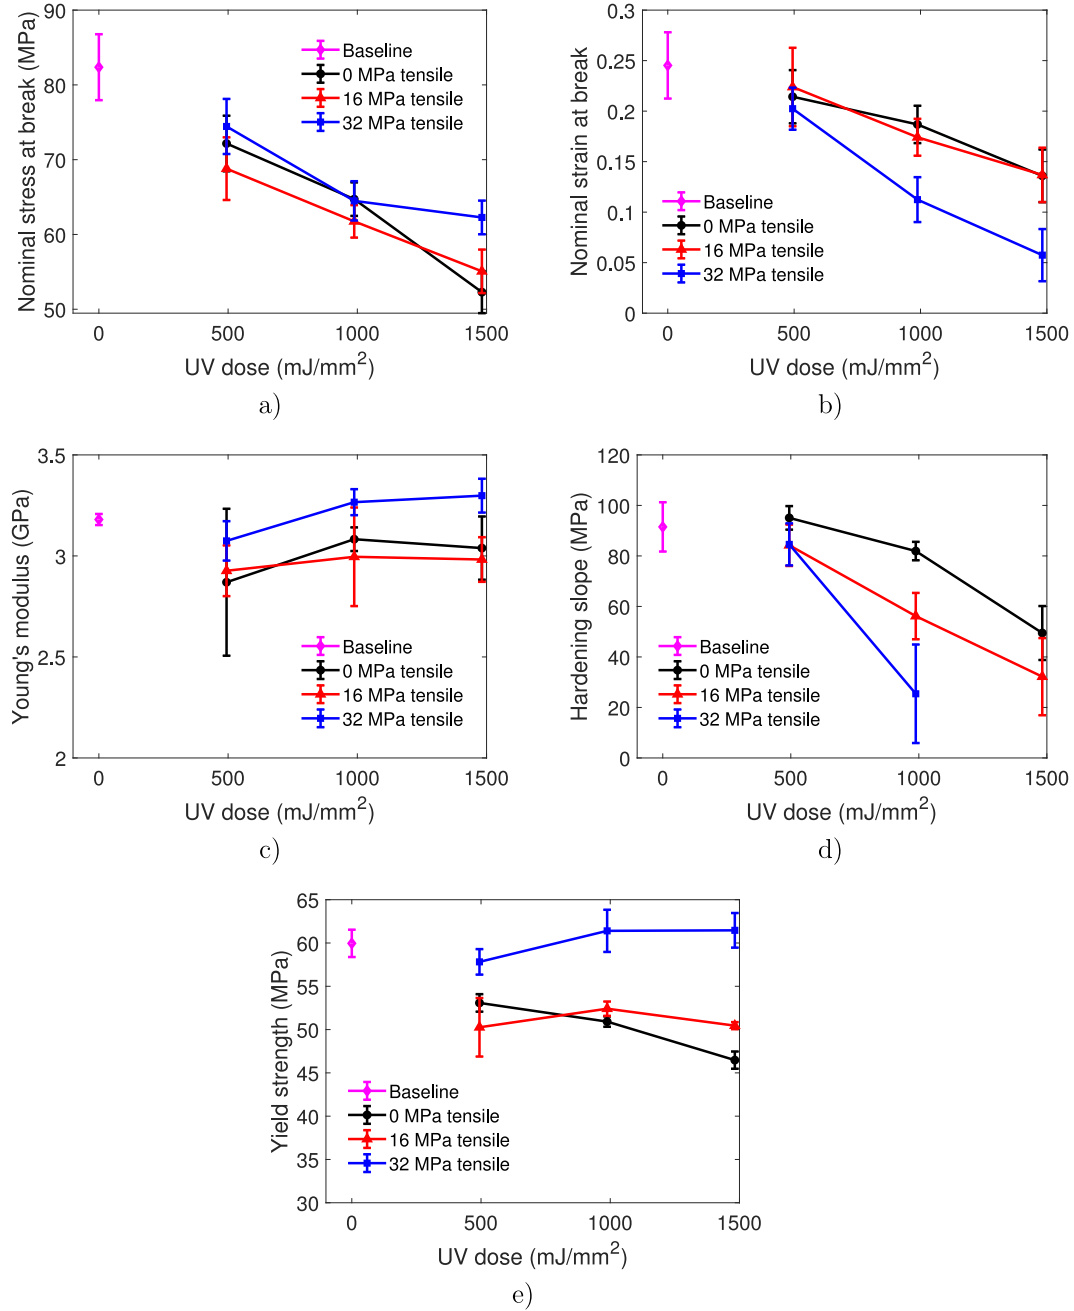 Nominal stress at break (MPa)
90
80
70
60
50
0
500
1000
1500
UV dose (mJ/mm²)
Baseline
0 MPa tensile
16 MPa tensile
32 MPa tensile
a)
Nominal strain at break
0.3
0.25
0.2
0.15
0.1
0.05
0
0
500
1000
1500
UV dose (mJ/mm²)
Baseline
0 MPa tensile
16 MPa tensile
32 MPa tensile
b)
Young's modulus (GPa)
3.5
3
2.5
2
0
500
1000
1500
UV dose (mJ/mm²)
Baseline
0 MPa tensile
16 MPa tensile
32 MPa tensile
c)
Hardening slope (MPa)
120
100
80
60
40
20
0
0
500
1000
1500
UV dose (mJ/mm²)
Baseline
0 MPa tensile
16 MPa tensile
32 MPa tensile
d)
Yield strength (MPa)
65
60
55
50
45
40
35
30
0
500
1000
1500
UV dose (mJ/mm²)
Baseline
0 MPa tensile
16 MPa tensile
32 MPa tensile
e)